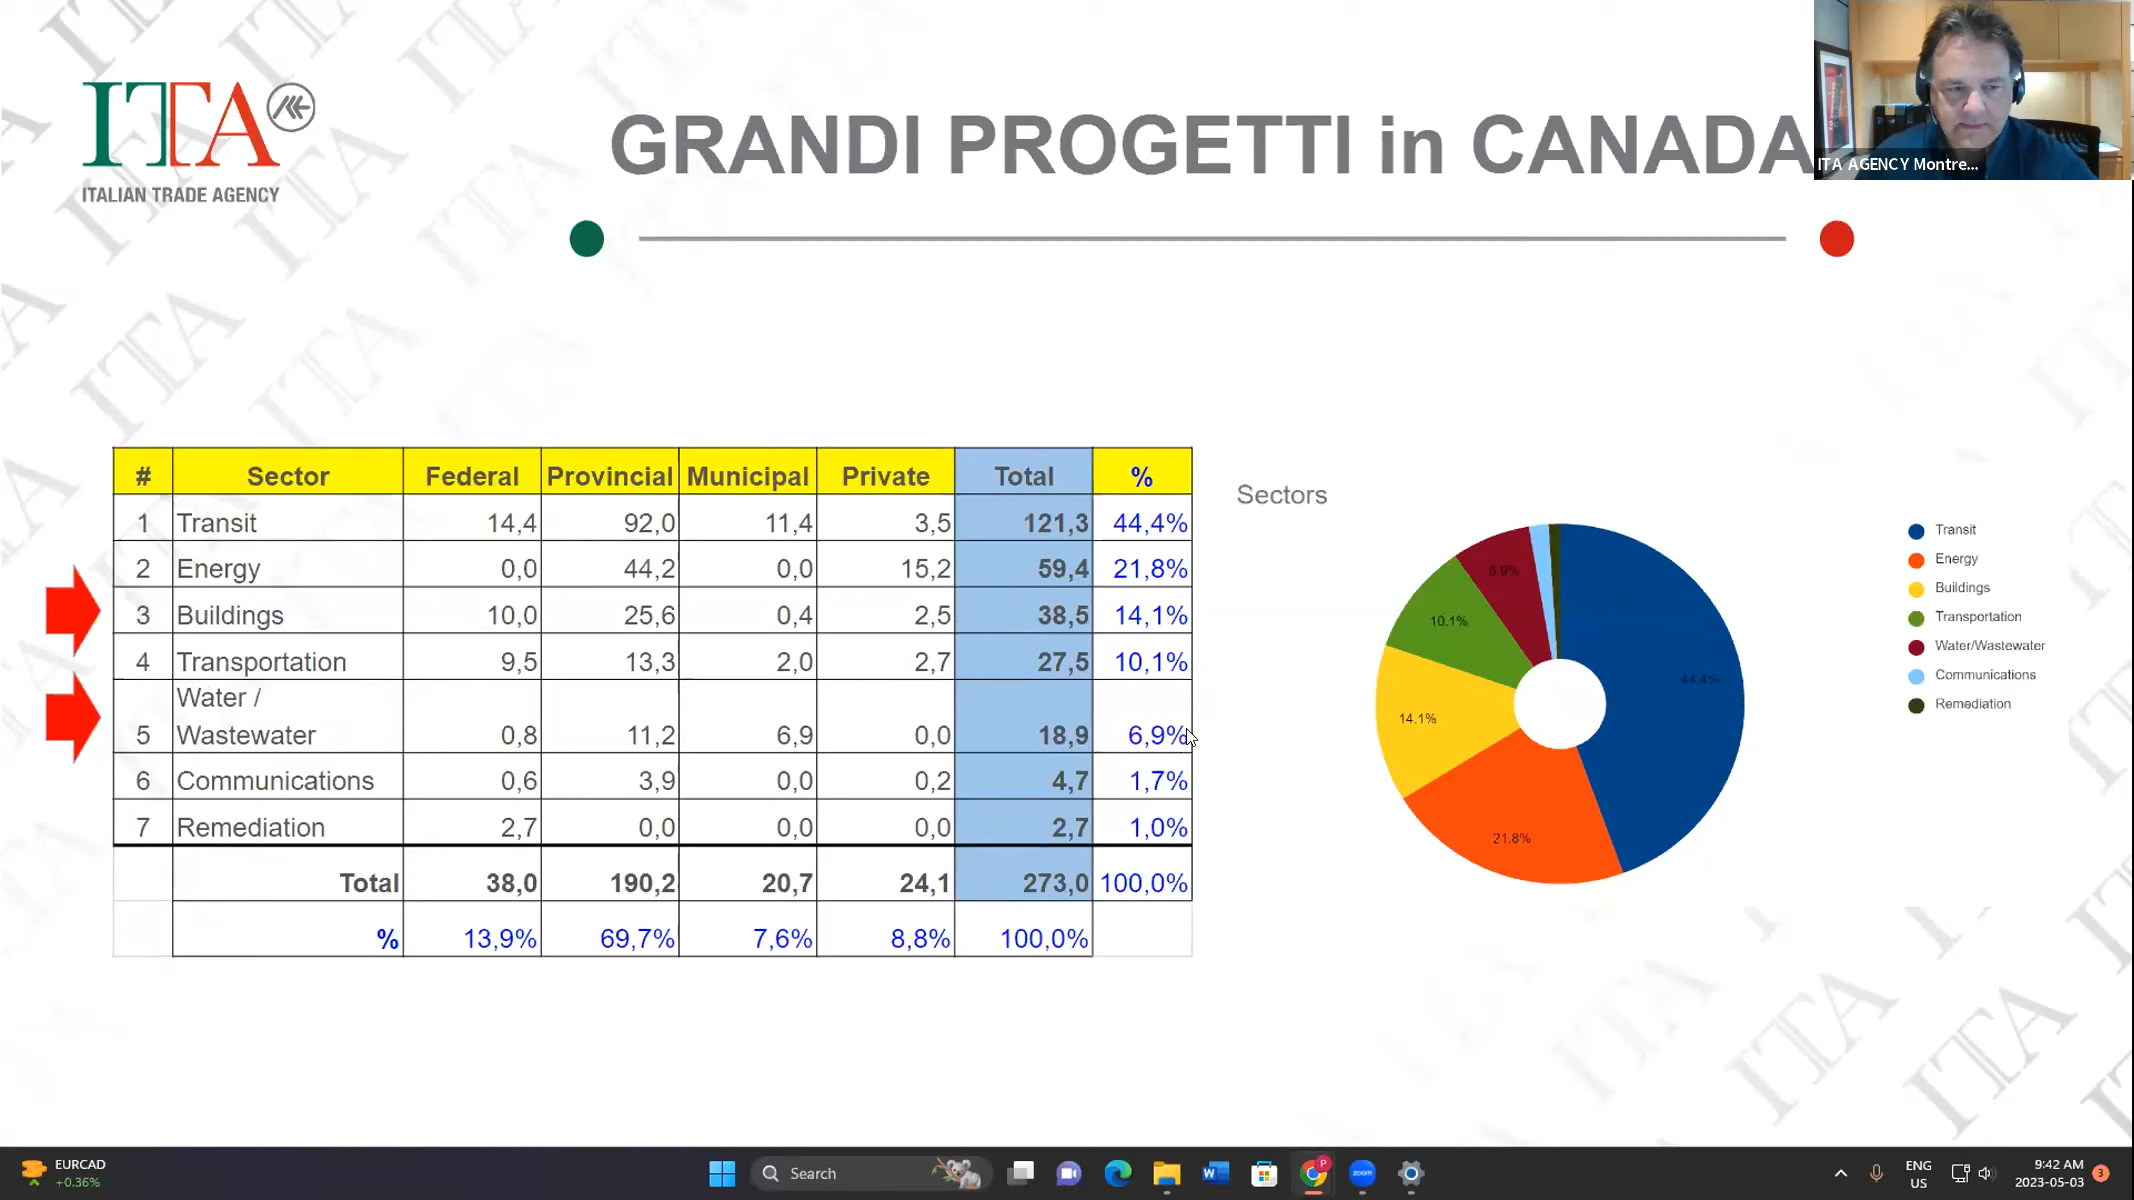 ITA
ITALIAN TRADE AGENCY
GRANDI PROGETTI in CANADA
ITA AGENCY Montre...
# Sector Federal Provincial Municipal Private Total %
1 Transit 14,4 92,0 11,4 3,5 121,3 44,4%
2 Energy 0,0 44,2 0,0 15,2 59,4 21,8%
3 Buildings 10,0 25,6 0,4 2,5 38,5 14,1%
4 Transportation 9,5 13,3 2,0 2,7 27,5 10,1%
Water /
5 Wastewater 0,8 11,2 6,9 0,0 18,9 6,9%
6 Communications 0,6 3,9 0,0 0,2 4,7 1,7%
7 Remediation 2,7 0,0 0,0 0,0 2,7 1,0%
Total 38,0 190,2 20,7 24,1 273,0 100,0%
% 13,9% 69,7% 7,6% 8,8% 100,0%
Sectors
6.9%
10.1%
44.4%
14.1%
21.8%
Transit
Energy
Buildings
Transportation
Water/Wastewater
Communications
Remediation
EURCAD
+0.36%
Search
P
zoom
ENG
US
9:42 AM
2023-05-03
3